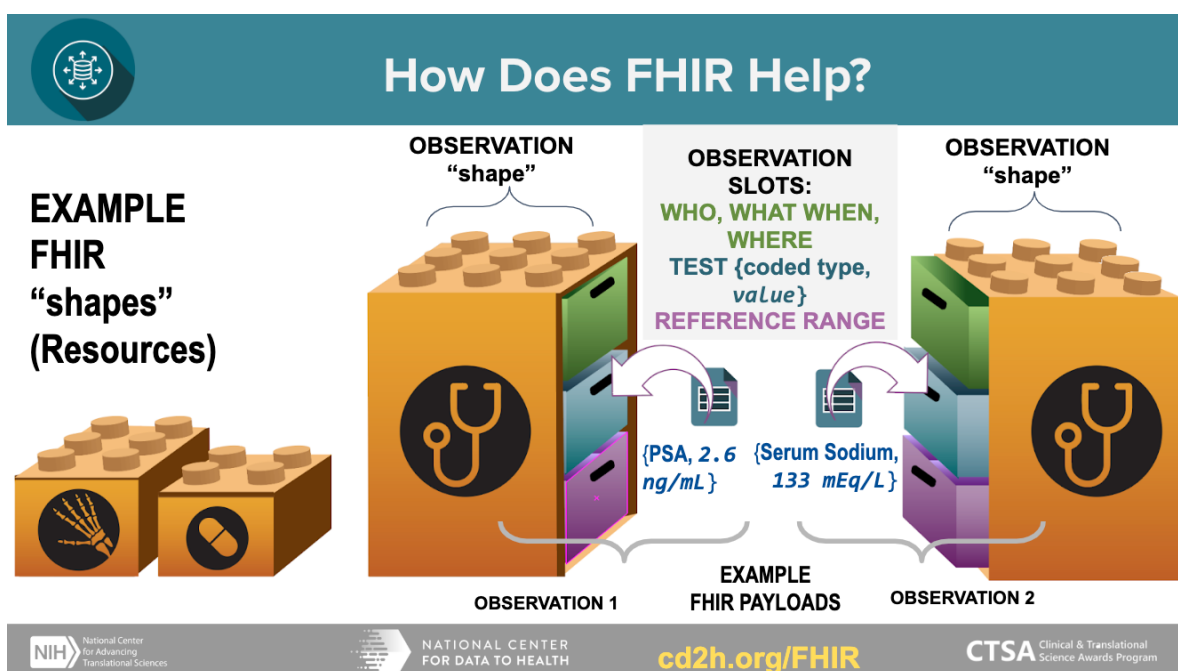 How Does FHIR Help?
EXAMPLE
FHIR
“shapes”
(Resources)
OBSERVATION
“shape”
OBSERVATION
SLOTS:
WHO, WHAT WHEN,
WHERE
TEST {coded type,
value}
REFERENCE RANGE
OBSERVATION
“shape”
{PSA, 2.6
ng/mL}
{Serum Sodium,
133 mEq/L}
OBSERVATION 1
EXAMPLE
FHIR PAYLOADS
OBSERVATION 2
NIH
National Center
for Advancing
Translational Sciences
NATIONAL CENTER
FOR DATA TO HEALTH
cd2h.org/FHIR
CTSA
Clinical & Translational
Science Awards Program